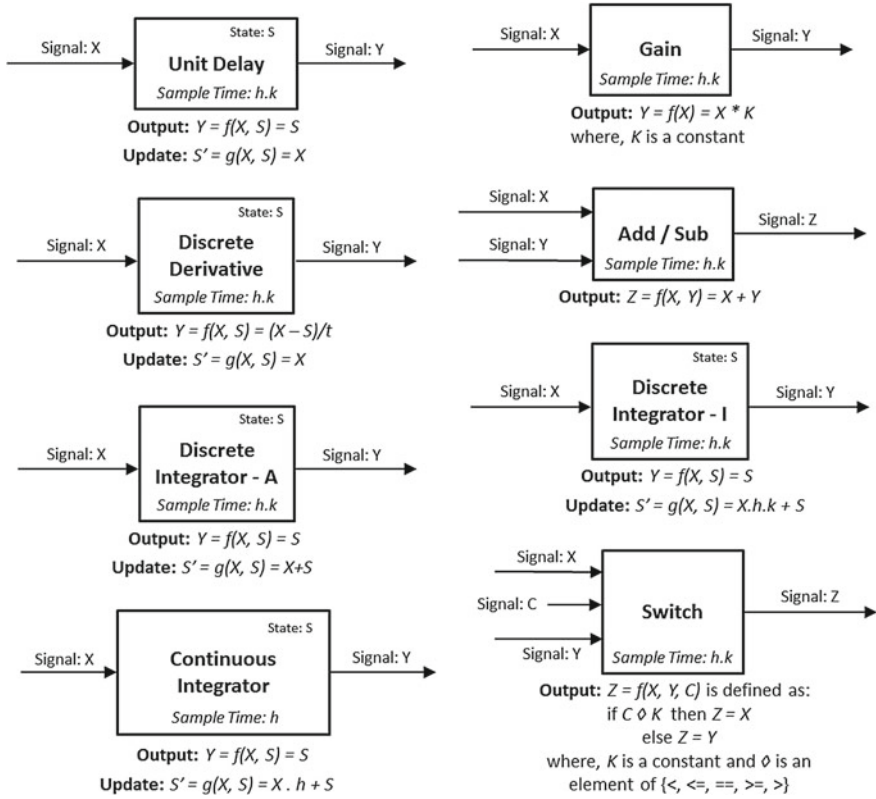 State: S
Signal: X
Signal: Y
Unit Delay
Sample Time: h.k
Output: Y = f(X, S) = S
Update: S' = g(X, S) = X
State: S
Signal: X
Signal: Y
Discrete
Derivative
Sample Time: h.k
Output: Y = f(X, S) = (X – S)/t
Update: S' = g(X, S) = X
State: S
Signal: X
Signal: Y
Discrete
Integrator - A
Sample Time: h.k
Output: Y = f(X, S) = S
Update: S' = g(X, S) = X+S
State: S
Signal: X
Signal: Y
Continuous
Integrator
Sample Time: h
Output: Y = f(X, S) = S
Update: S' = g(X, S) = X . h + S
Signal: X
Signal: Y
Gain
Sample Time: h.k
Output: Y = f(X) = X * K
where, K is a constant
Signal: X
Signal: Y
Signal: Z
Add / Sub
Sample Time: h.k
Output: Z = f(X, Y) = X + Y
State: S
Signal: X
Signal: Y
Discrete
Integrator - I
Sample Time: h.k
Output: Y = f(X, S) = S
Update: S' = g(X, S) = X.h.k + S
Signal: X
Signal: C
Signal: Y
Signal: Z
Switch
Sample Time: h.k
Output: Z = f(X, Y, C) is defined as:
if C ◊ K then Z = X
else Z = Y
where, K is a constant and ◊ is an
element of {<, <=, ==, >=, >}